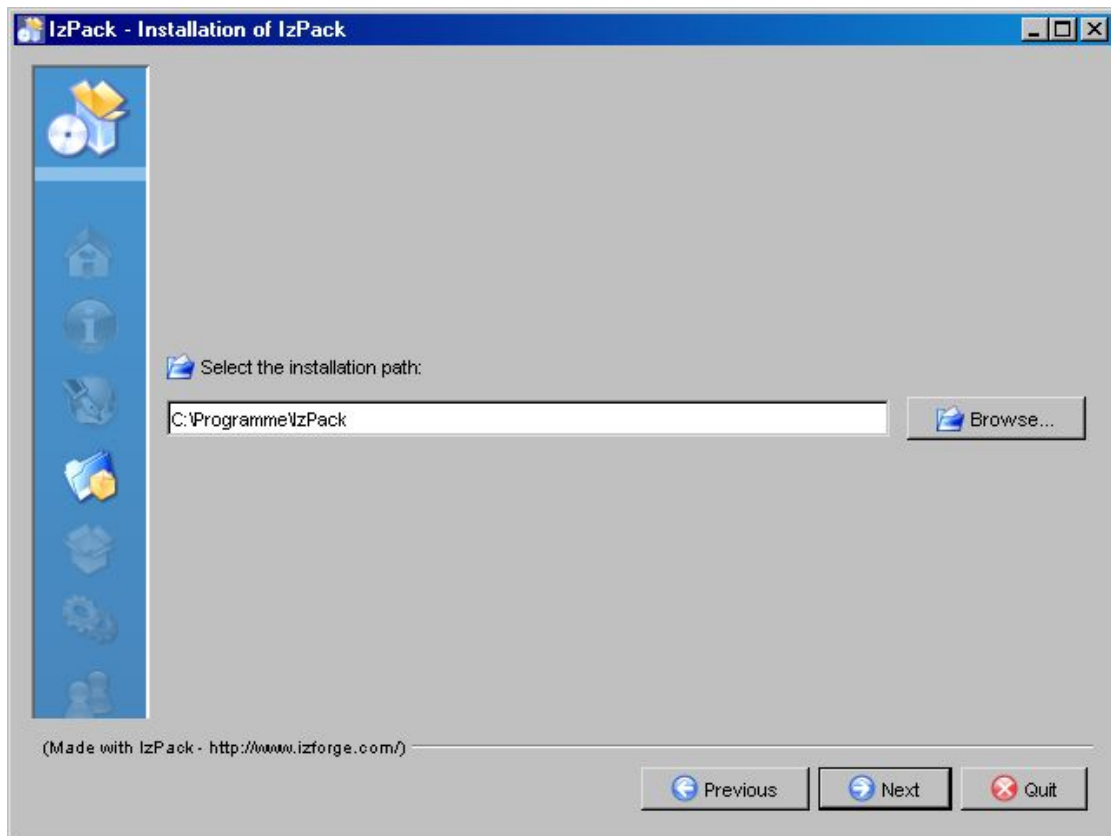 IzPack - Installation of IzPack
Select the installation path:
C:\Programme\IzPack
Browse...
(Made with IzPack - http://www.izforge.com/)
Previous
Next
Quit